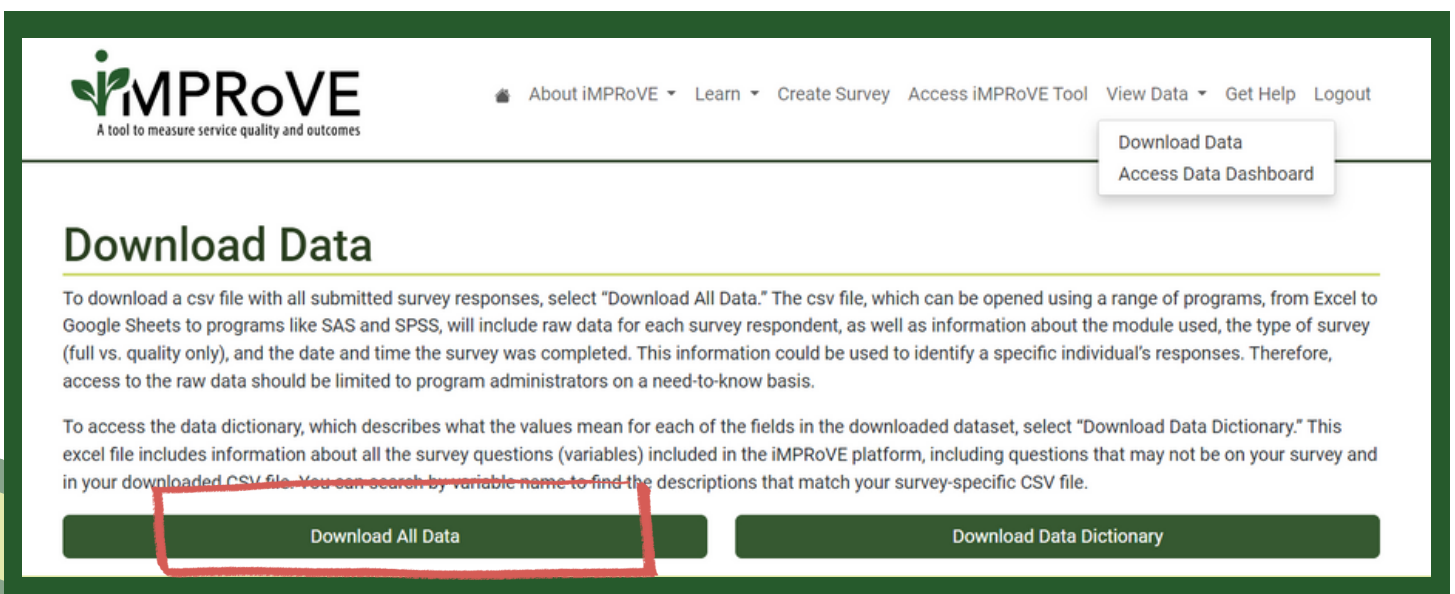 iMPRoVE
A tool to measure service quality and outcomes
About iMPRoVE Learn Create Survey Access iMPRoVE Tool View Data Get Help Logout
Download Data
Access Data Dashboard
Download Data
To download a csv file with all submitted survey responses, select “Download All Data.” The csv file, which can be opened using a range of programs, from Excel to
Google Sheets to programs like SAS and SPSS, will include raw data for each survey respondent, as well as information about the module used, the type of survey
(full vs. quality only), and the date and time the survey was completed. This information could be used to identify a specific individual’s responses. Therefore,
access to the raw data should be limited to program administrators on a need-to-know basis.
To access the data dictionary, which describes what the values mean for each of the fields in the downloaded dataset, select “Download Data Dictionary.” This
excel file includes information about all the survey questions (variables) included in the iMPRoVE platform, including questions that may not be on your survey and
in your downloaded CSV file. You can search by variable name to find the descriptions that match your survey-specific CSV file.
Download All Data Download Data Dictionary